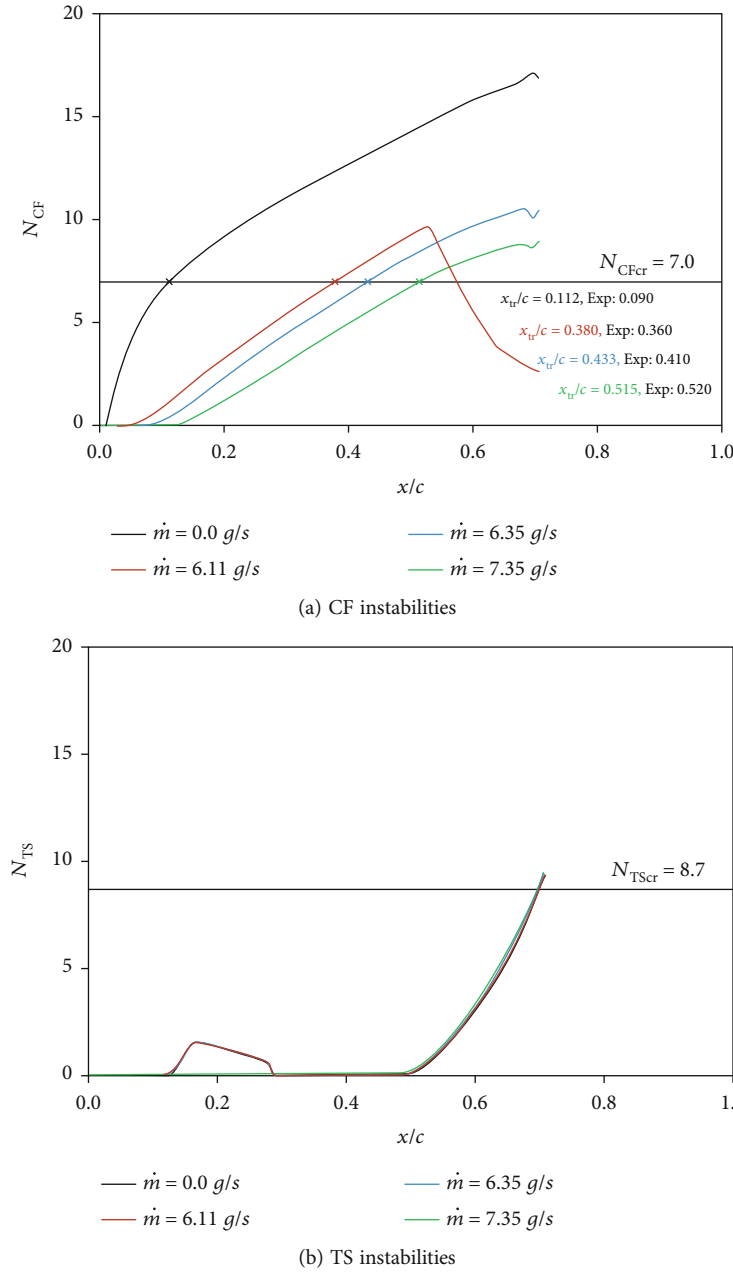 20
15
10
5
0
N_CF
N_CFcr = 7.0
x_tr/c = 0.112, Exp: 0.090
x_tr/c = 0.380, Exp: 0.360
x_tr/c = 0.433, Exp: 0.410
x_tr/c = 0.515, Exp: 0.520
0.0 0.2 0.4 0.6 0.8 1.0
x/c
ṁ = 0.0 g/s ṁ = 6.35 g/s
ṁ = 6.11 g/s ṁ = 7.35 g/s
(a) CF instabilities
20
15
10
5
0
N_TS
N_TScr = 8.7
0.0 0.2 0.4 0.6 0.8 1.
x/c
ṁ = 0.0 g/s ṁ = 6.35 g/s
ṁ = 6.11 g/s ṁ = 7.35 g/s
(b) TS instabilities